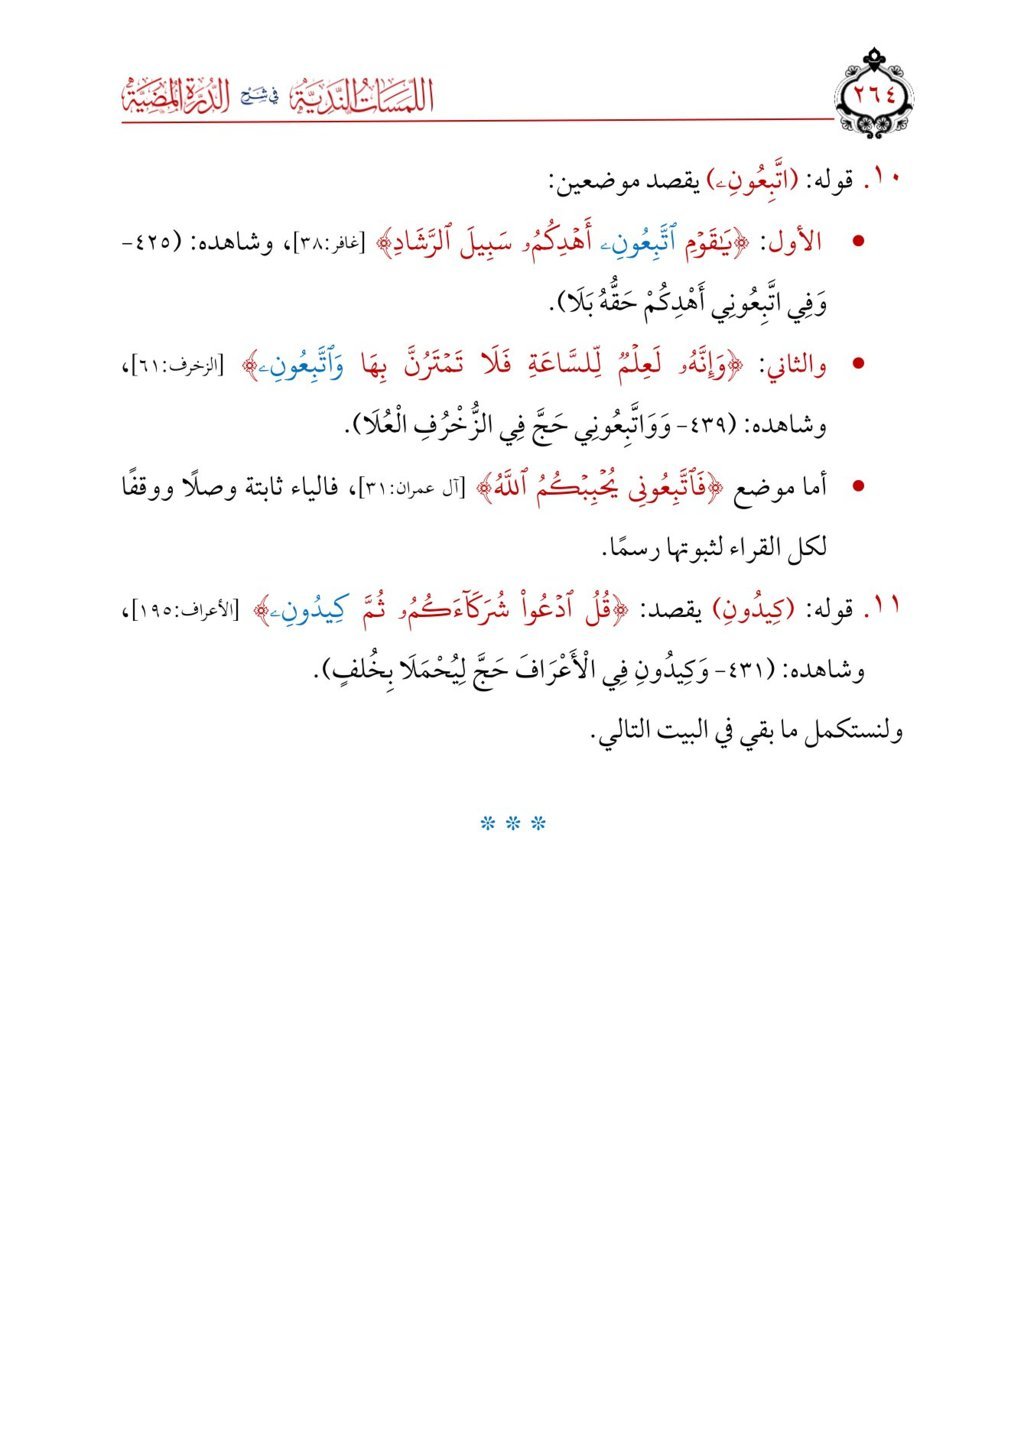 ٢٦٤
اللمسات الندية في شرح الدرة المضية
١٠. قوله: (اتَّبِعُونِۦ) يقصد موضعين:
• الأول: ﴿يَٰقَوۡمِ ٱتَّبِعُونِۦ أَهۡدِكُمُۥ سَبِيلَ ٱلرَّشَادِ﴾ [غافر:٣٨]، وشاهده: (٤٢٥-
وَفِي اتَّبِعُونِي أَهْدِكُمْ حَقُّهُ بَلَا).
• والثاني: ﴿وَإِنَّهُۥ لَعِلۡمٌ لِّلسَّاعَةِ فَلَا تَمۡتَرُنَّ بِهَا وَٱتَّبِعُونِۦ﴾ [الزخرف:٦١]،
وشاهده: (٤٣٩- وَوَاتَّبِعُونِي حَجَّ فِي الزُّخْرُفِ الْعُلَا).
• أما موضع ﴿فَٱتَّبِعُونِي يُحۡبِبۡكُمُ ٱللَّهُ﴾ [آل عمران:٣١]، فالياء ثابتة وصلًا ووقفًا
لكل القراء لثبوتها رسمًا.
١١. قوله: (كِيدُونِ) يقصد: ﴿قُلُ ٱدۡعُواْ شُرَكَآءَكُمُۥ ثُمَّ كِيدُونِۦ﴾ [الأعراف:١٩٥]،
وشاهده: (٤٣١- وَكِيدُونِ فِي الْأَعْرَافَ حَجَّ لِيُحْمَلَا بِخُلفٍ).
ولنستكمل ما بقي في البيت التالي.
* * *